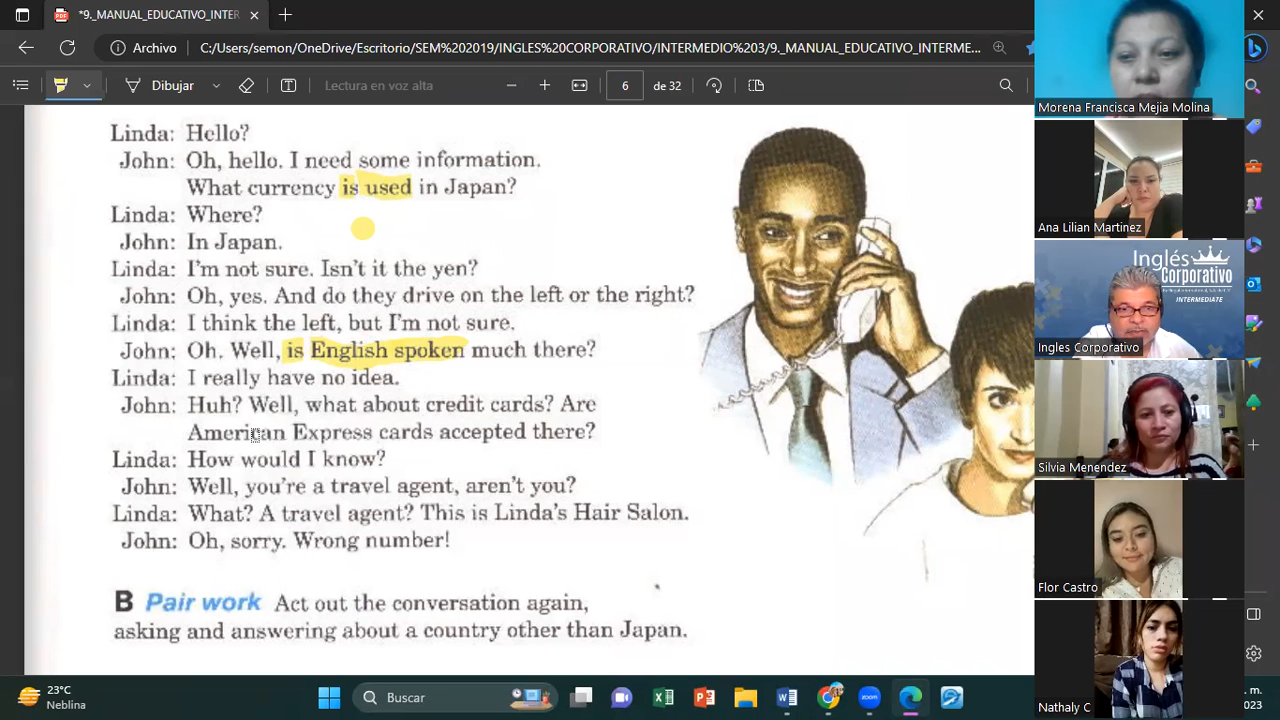 *9._MANUAL_EDUCATIVO_INTER
Archivo
C:/Users/semon/OneDrive/Escritorio/SEM%202019/INGLES%20CORPORATIVO/INTERMEDIO%203/9._MANUAL_EDUCATIVO_INTERME...
Dibujar
Lectura en voz alta
6
de 32
Linda: Hello?
John: Oh, hello. I need some information.
What currency is used in Japan?
Linda: Where?
John: In Japan.
Linda: I'm not sure. Isn't it the yen?
John: Oh, yes. And do they drive on the left or the right?
Linda: I think the left, but I'm not sure.
John: Oh. Well, is English spoken much there?
Linda: I really have no idea.
John: Huh? Well, what about credit cards? Are
American Express cards accepted there?
Linda: How would I know?
John: Well, you're a travel agent, aren't you?
Linda: What? A travel agent? This is Linda's Hair Salon.
John: Oh, sorry. Wrong number!
B Pair work Act out the conversation again,
asking and answering about a country other than Japan.
Morena Francisca Mejia Molina
Ana Lilian Martinez
Inglés
Corporativo
INTERMEDIATE
Ingles Corporativo
Silvia Menendez
Flor Castro
Nathaly C
23°C
Neblina
Buscar
zoom